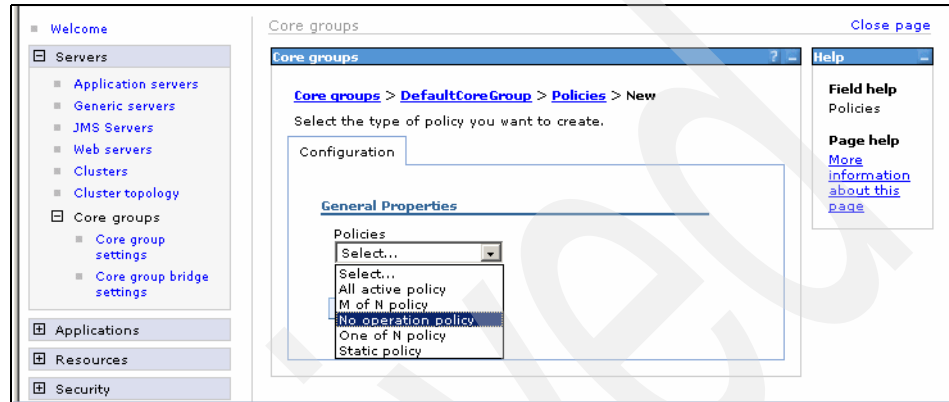 Welcome
Servers
Application servers
Generic servers
JMS Servers
Web servers
Clusters
Cluster topology
Core groups
Core group
settings
Core group bridge
settings
Applications
Resources
Security
Core groups
Close page
Core groups
? -
Core groups > DefaultCoreGroup > Policies > New
Select the type of policy you want to create.
Configuration
General Properties
Policies
Select...
Select...
All active policy
M of N policy
No operation policy
One of N policy
Static policy
Help
Field help
Policies
Page help
More
information
about this
page